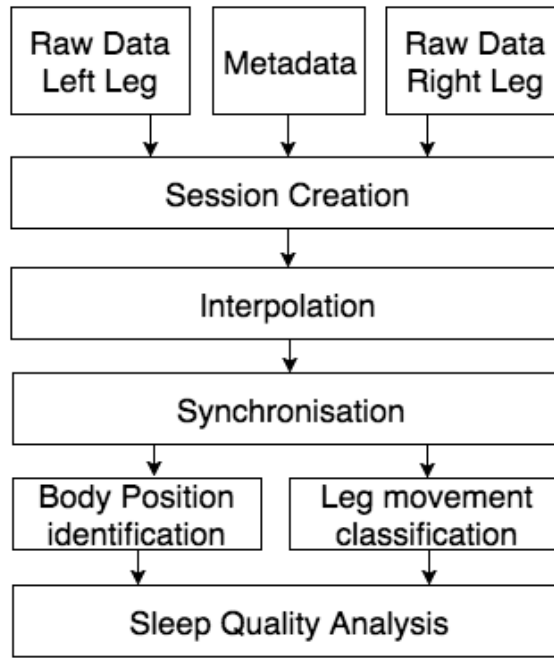 Raw Data
Left Leg
Metadata
Raw Data
Right Leg
Session Creation
Interpolation
Synchronisation
Body Position
identification
Leg movement
classification
Sleep Quality Analysis